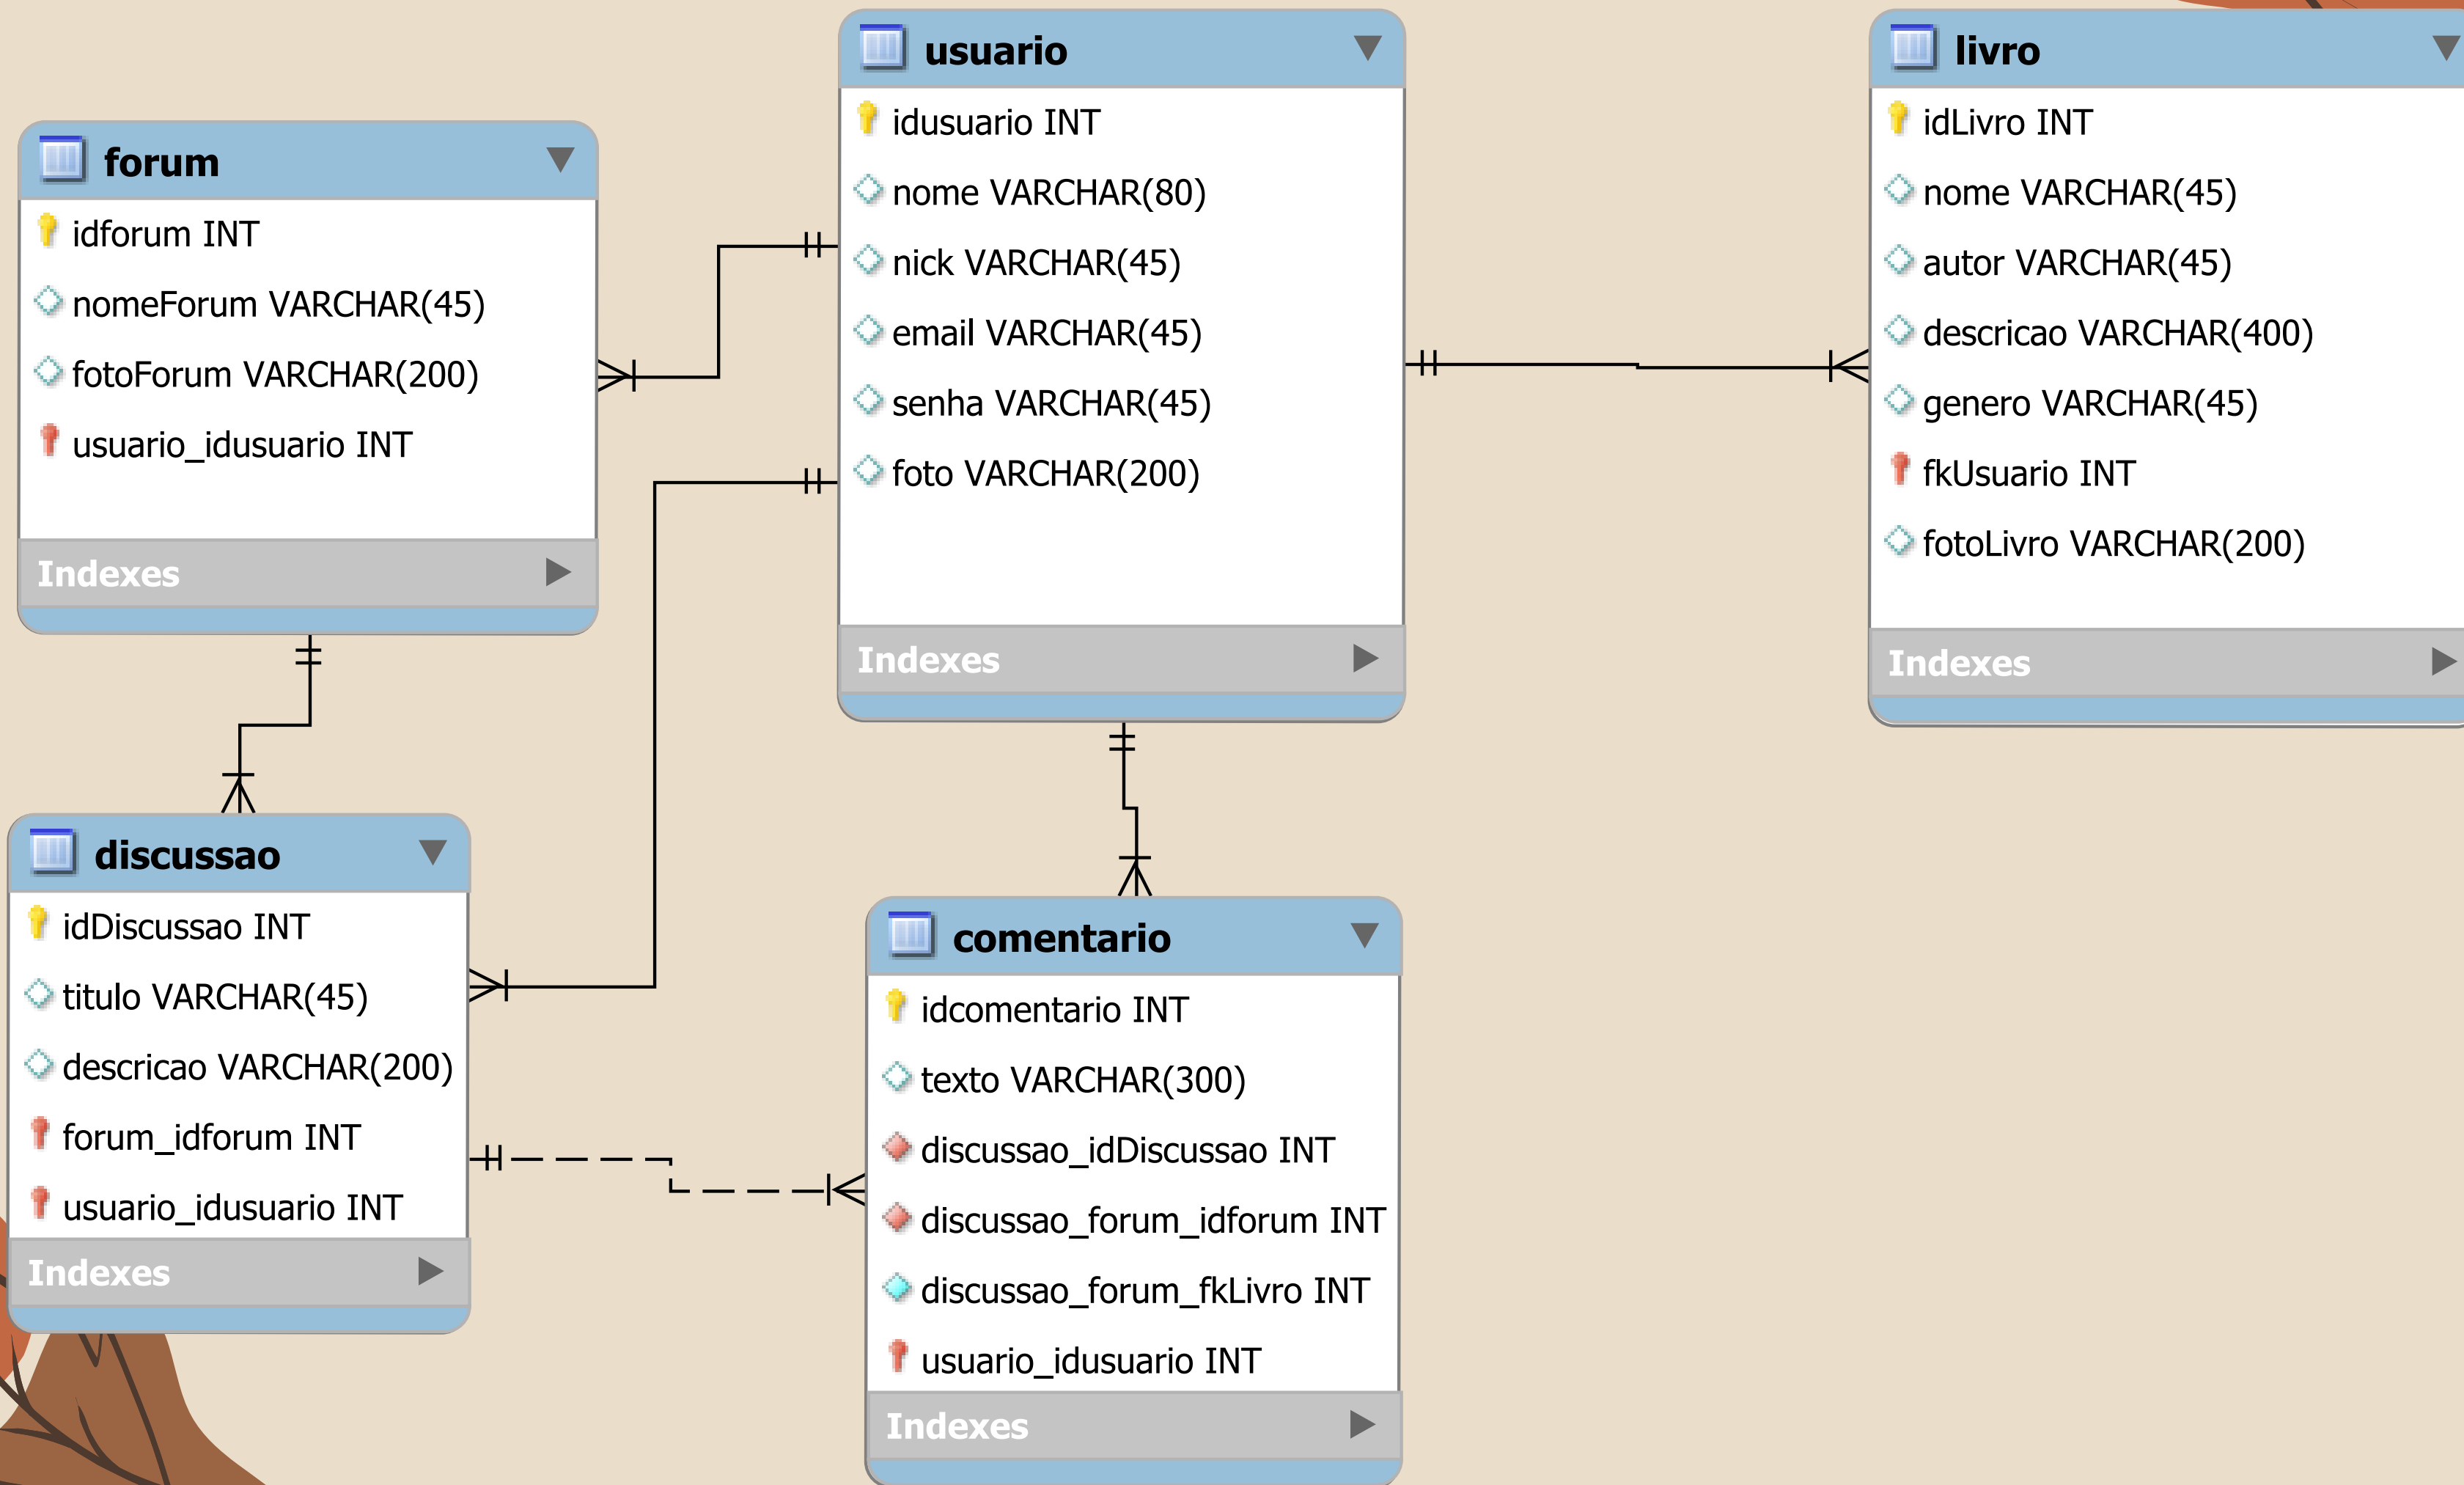 forum
idforum INT
nomeForum VARCHAR(45)
fotoForum VARCHAR(200)
usuario_idusuario INT
Indexes
usuario
idusuario INT
nome VARCHAR(80)
nick VARCHAR(45)
email VARCHAR(45)
senha VARCHAR(45)
foto VARCHAR(200)
Indexes
livro
idLivro INT
nome VARCHAR(45)
autor VARCHAR(45)
descricao VARCHAR(400)
genero VARCHAR(45)
fkUsuario INT
fotoLivro VARCHAR(200)
Indexes
discussao
idDiscussao INT
titulo VARCHAR(45)
descricao VARCHAR(200)
forum_idforum INT
usuario_idusuario INT
Indexes
comentario
idcomentario INT
texto VARCHAR(300)
discussao_idDiscussao INT
discussao_forum_idforum INT
discussao_forum_fkLivro INT
usuario_idusuario INT
Indexes